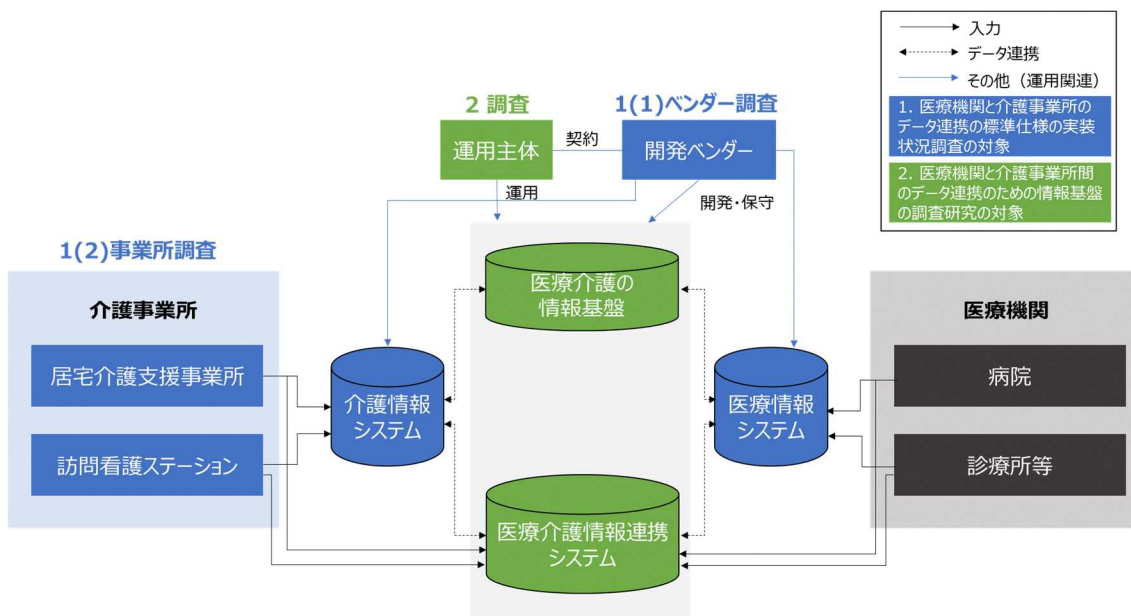 入力
データ連携
その他（運用関連）
1. 医療機関と介護事業所の
データ連携の標準仕様の実装
状況調査の対象
2. 医療機関と介護事業所間
のデータ連携のための情報基盤
の調査研究の対象
2 調査
1(1)ベンダー調査
運用主体
契約
開発ベンダー
運用
開発・保守
1(2)事業所調査
介護事業所
医療介護の
情報基盤
医療機関
居宅介護支援事業所
介護情報
システム
医療情報
システム
病院
訪問看護ステーション
診療所等
医療介護情報連携
システム